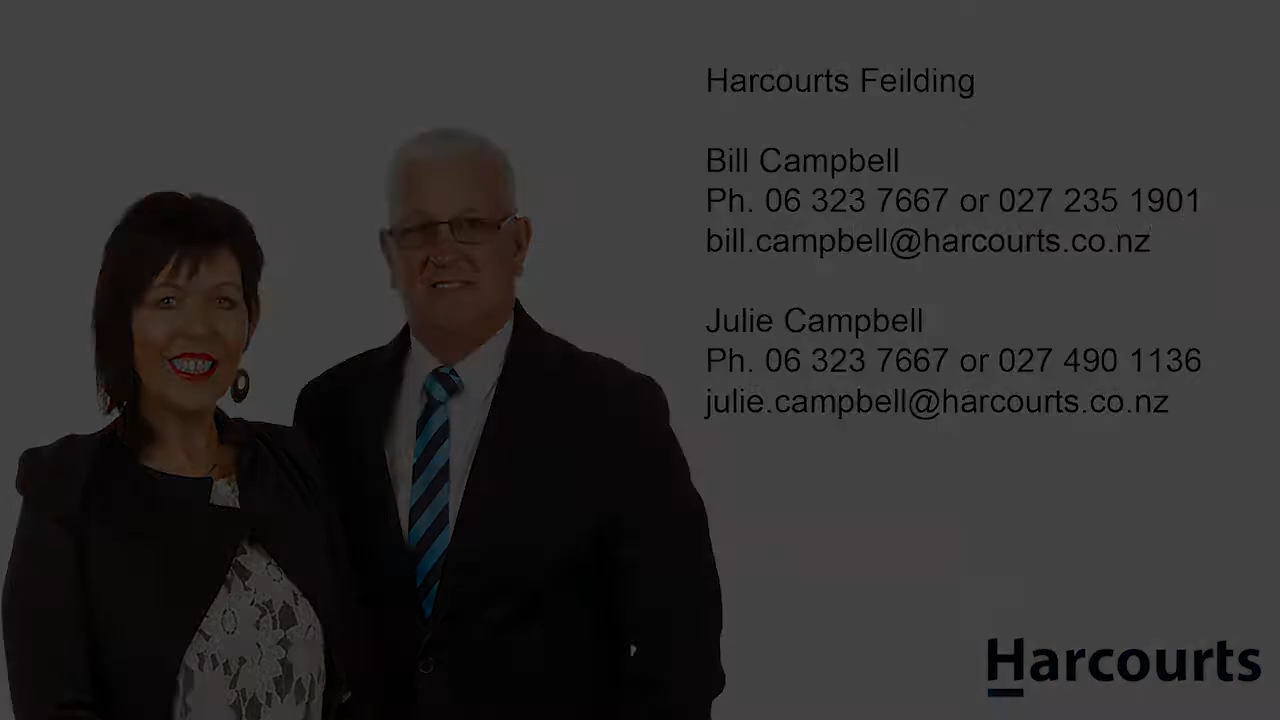 Harcourts Feilding
Bill Campbell
Ph. 06 323 7667 or 027 235 1901
bill.campbell@harcourts.co.nz
Julie Campbell
Ph. 06 323 7667 or 027 490 1136
julie.campbell@harcourts.co.nz
Harcourts